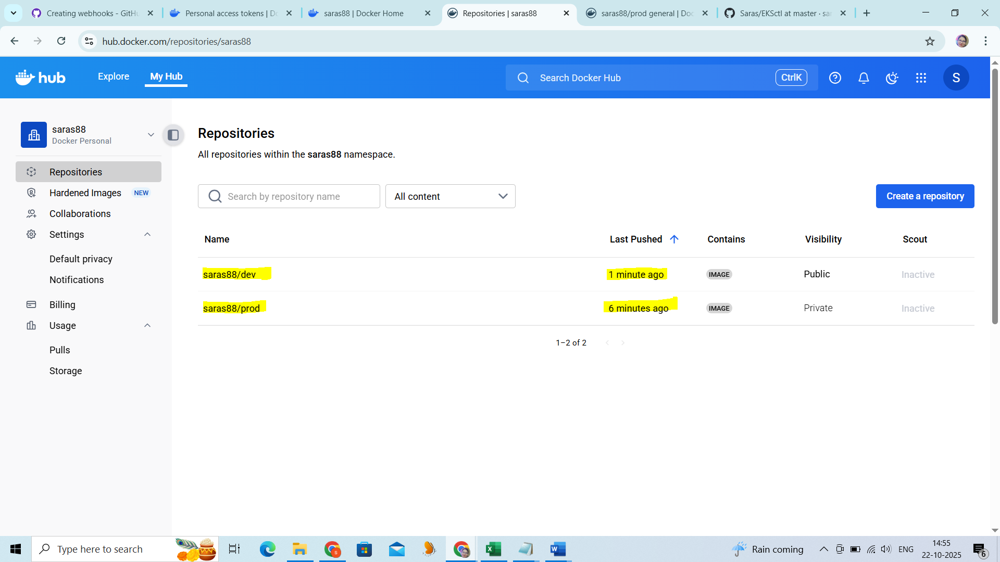 Creating webhooks - GitHu
Personal access tokens | Do
saras88 | Docker Home
Repositories | saras88
saras88/prod general | Doc
Saras/EKSctl at master · sar
hub.docker.com/repositories/saras88
hub
Explore
My Hub
Search Docker Hub
CtrlK
S
saras88
Docker Personal
Repositories
Hardened Images NEW
Collaborations
Settings
Default privacy
Notifications
Billing
Usage
Pulls
Storage
Repositories
All repositories within the saras88 namespace.
Search by repository name
All content
Create a repository
Name Last Pushed Contains Visibility Scout
saras88/dev 1 minute ago IMAGE Public Inactive
saras88/prod 6 minutes ago IMAGE Private Inactive
1–2 of 2
Type here to search
Rain coming
ENG
14:55
22-10-2025
6